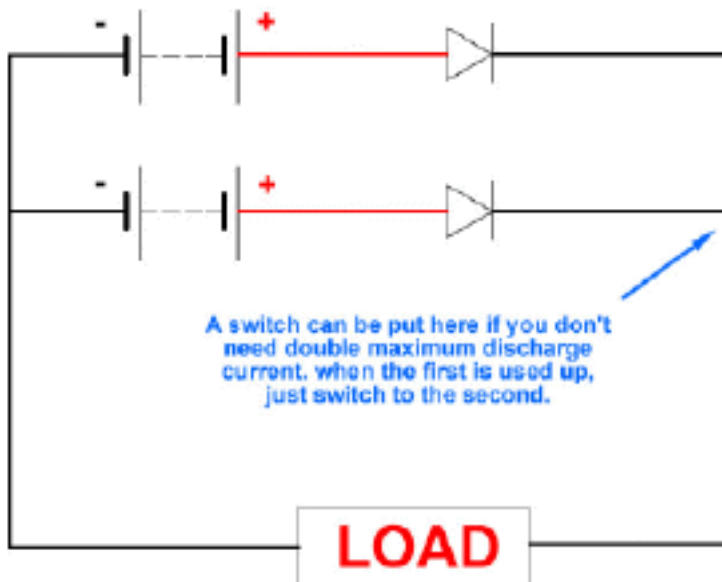 - +
- +
A switch can be put here if you don't
need double maximum discharge
current. when the first is used up,
just switch to the second.
LOAD